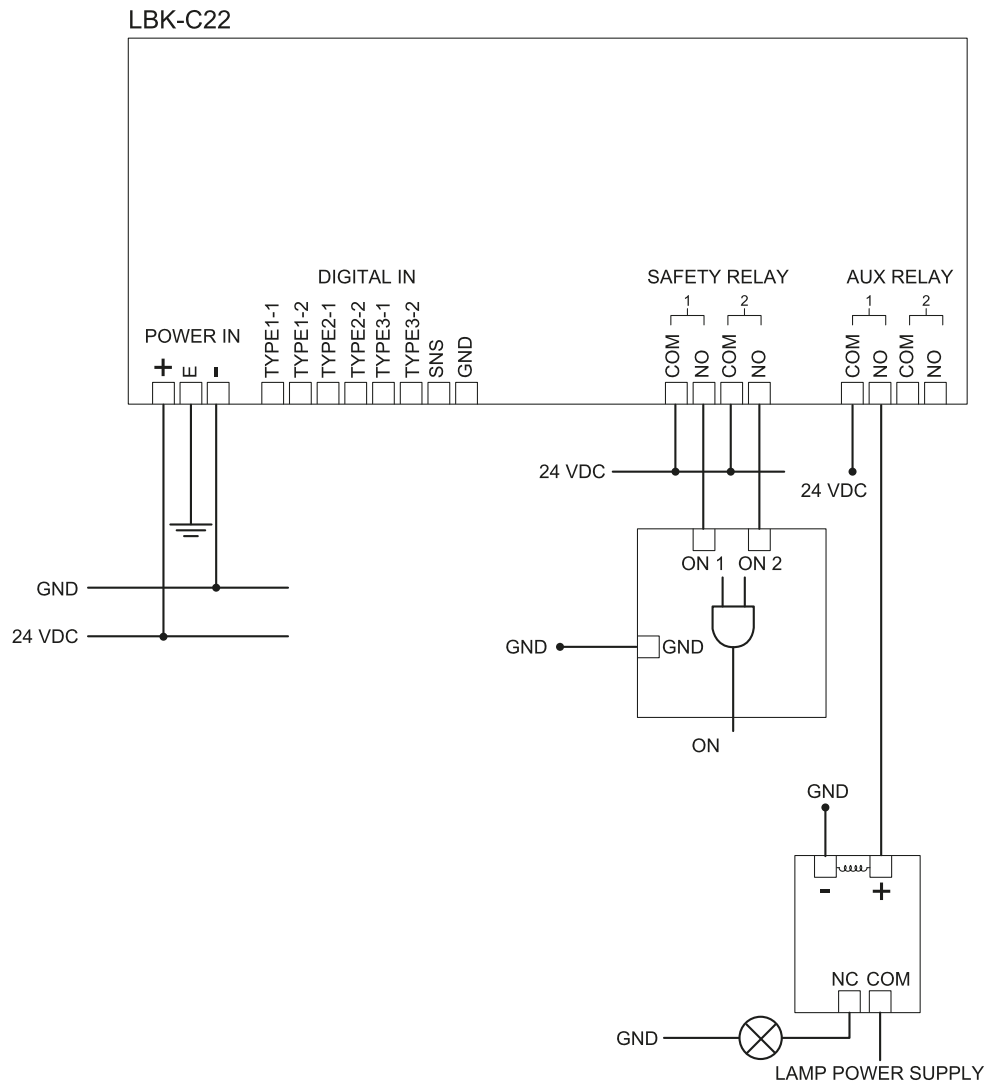 LBK-C22
DIGITAL IN
SAFETY RELAY
AUX RELAY
1
2
1
2
POWER IN
+
E
-
TYPE1-1
TYPE1-2
TYPE2-1
TYPE2-2
TYPE3-1
TYPE3-2
SNS
GND
COM
NO
COM
NO
COM
NO
COM
NO
24 VDC
24 VDC
ON 1
ON 2
GND
24 VDC
GND
GND
ON
GND
-
+
NC
COM
GND
LAMP POWER SUPPLY